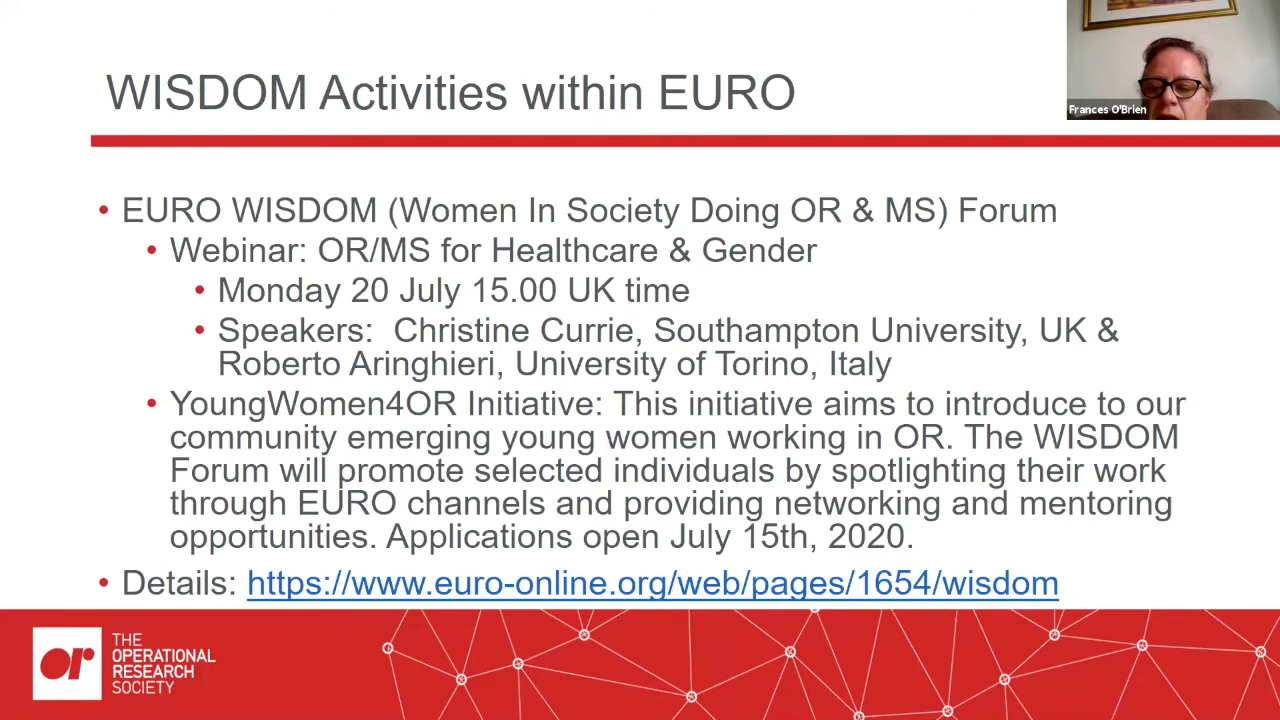 WISDOM Activities within EURO
Frances O'Brien
• EURO WISDOM (Women In Society Doing OR & MS) Forum
• Webinar: OR/MS for Healthcare & Gender
• Monday 20 July 15.00 UK time
• Speakers: Christine Currie, Southampton University, UK &
Roberto Aringhieri, University of Torino, Italy
• YoungWomen4OR Initiative: This initiative aims to introduce to our
community emerging young women working in OR. The WISDOM
Forum will promote selected individuals by spotlighting their work
through EURO channels and providing networking and mentoring
opportunities. Applications open July 15th, 2020.
• Details: https://www.euro-online.org/web/pages/1654/wisdom
or
THE
OPERATIONAL
RESEARCH
SOCIETY